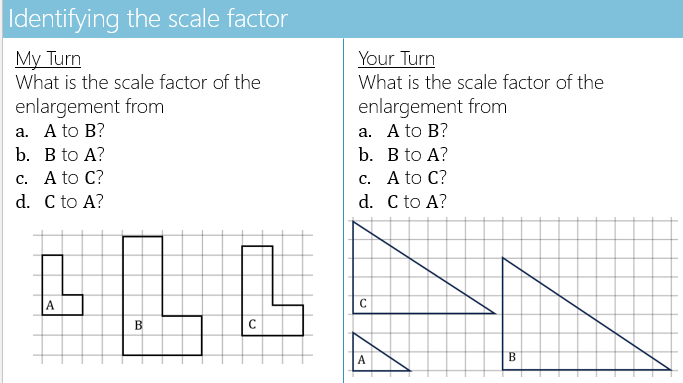 Identifying the scale factor
My Turn
What is the scale factor of the
enlargement from
a. A to B?
b. B to A?
c. A to C?
d. C to A?
A
B
C
Your Turn
What is the scale factor of the
enlargement from
a. A to B?
b. B to A?
c. A to C?
d. C to A?
C
A
B